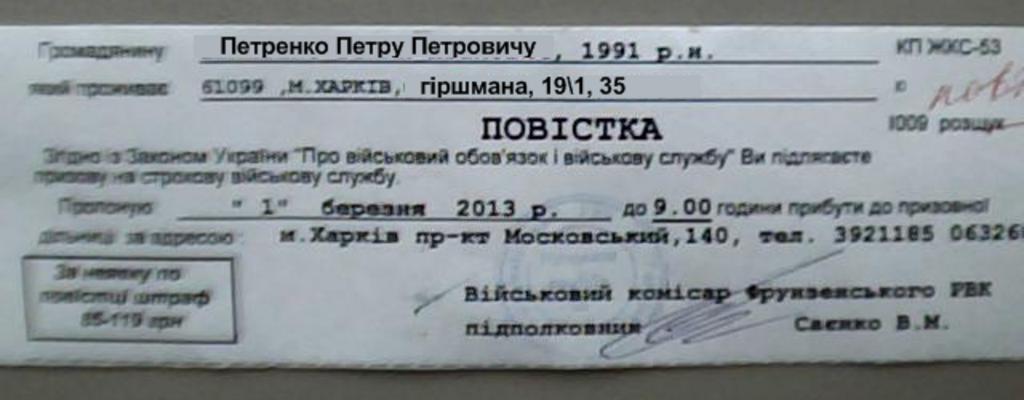 Громадянину Петренко Петру Петровичу, 1991 р.н. КП ЖКС-53
який проживає 61099 ,М.ХАРКІВ, гіршмана, 19\1, 35
ПОВІСТКА
1009 розшук
Згідно із Законом України "Про військовий обов'язок і військову службу" Ви підлягаєте
призову на строкову військову службу.
Пропоную " 1" березня 2013 р. до 9.00 години прибути до призовної
дільниці за адресою: м.Харків пр-кт Московський,140, тел. 3921185
За неявку по
повістці штраф
85-119 грн
Військовий комісар Фрунзенського РВК
підполковник Саєнко В.М.